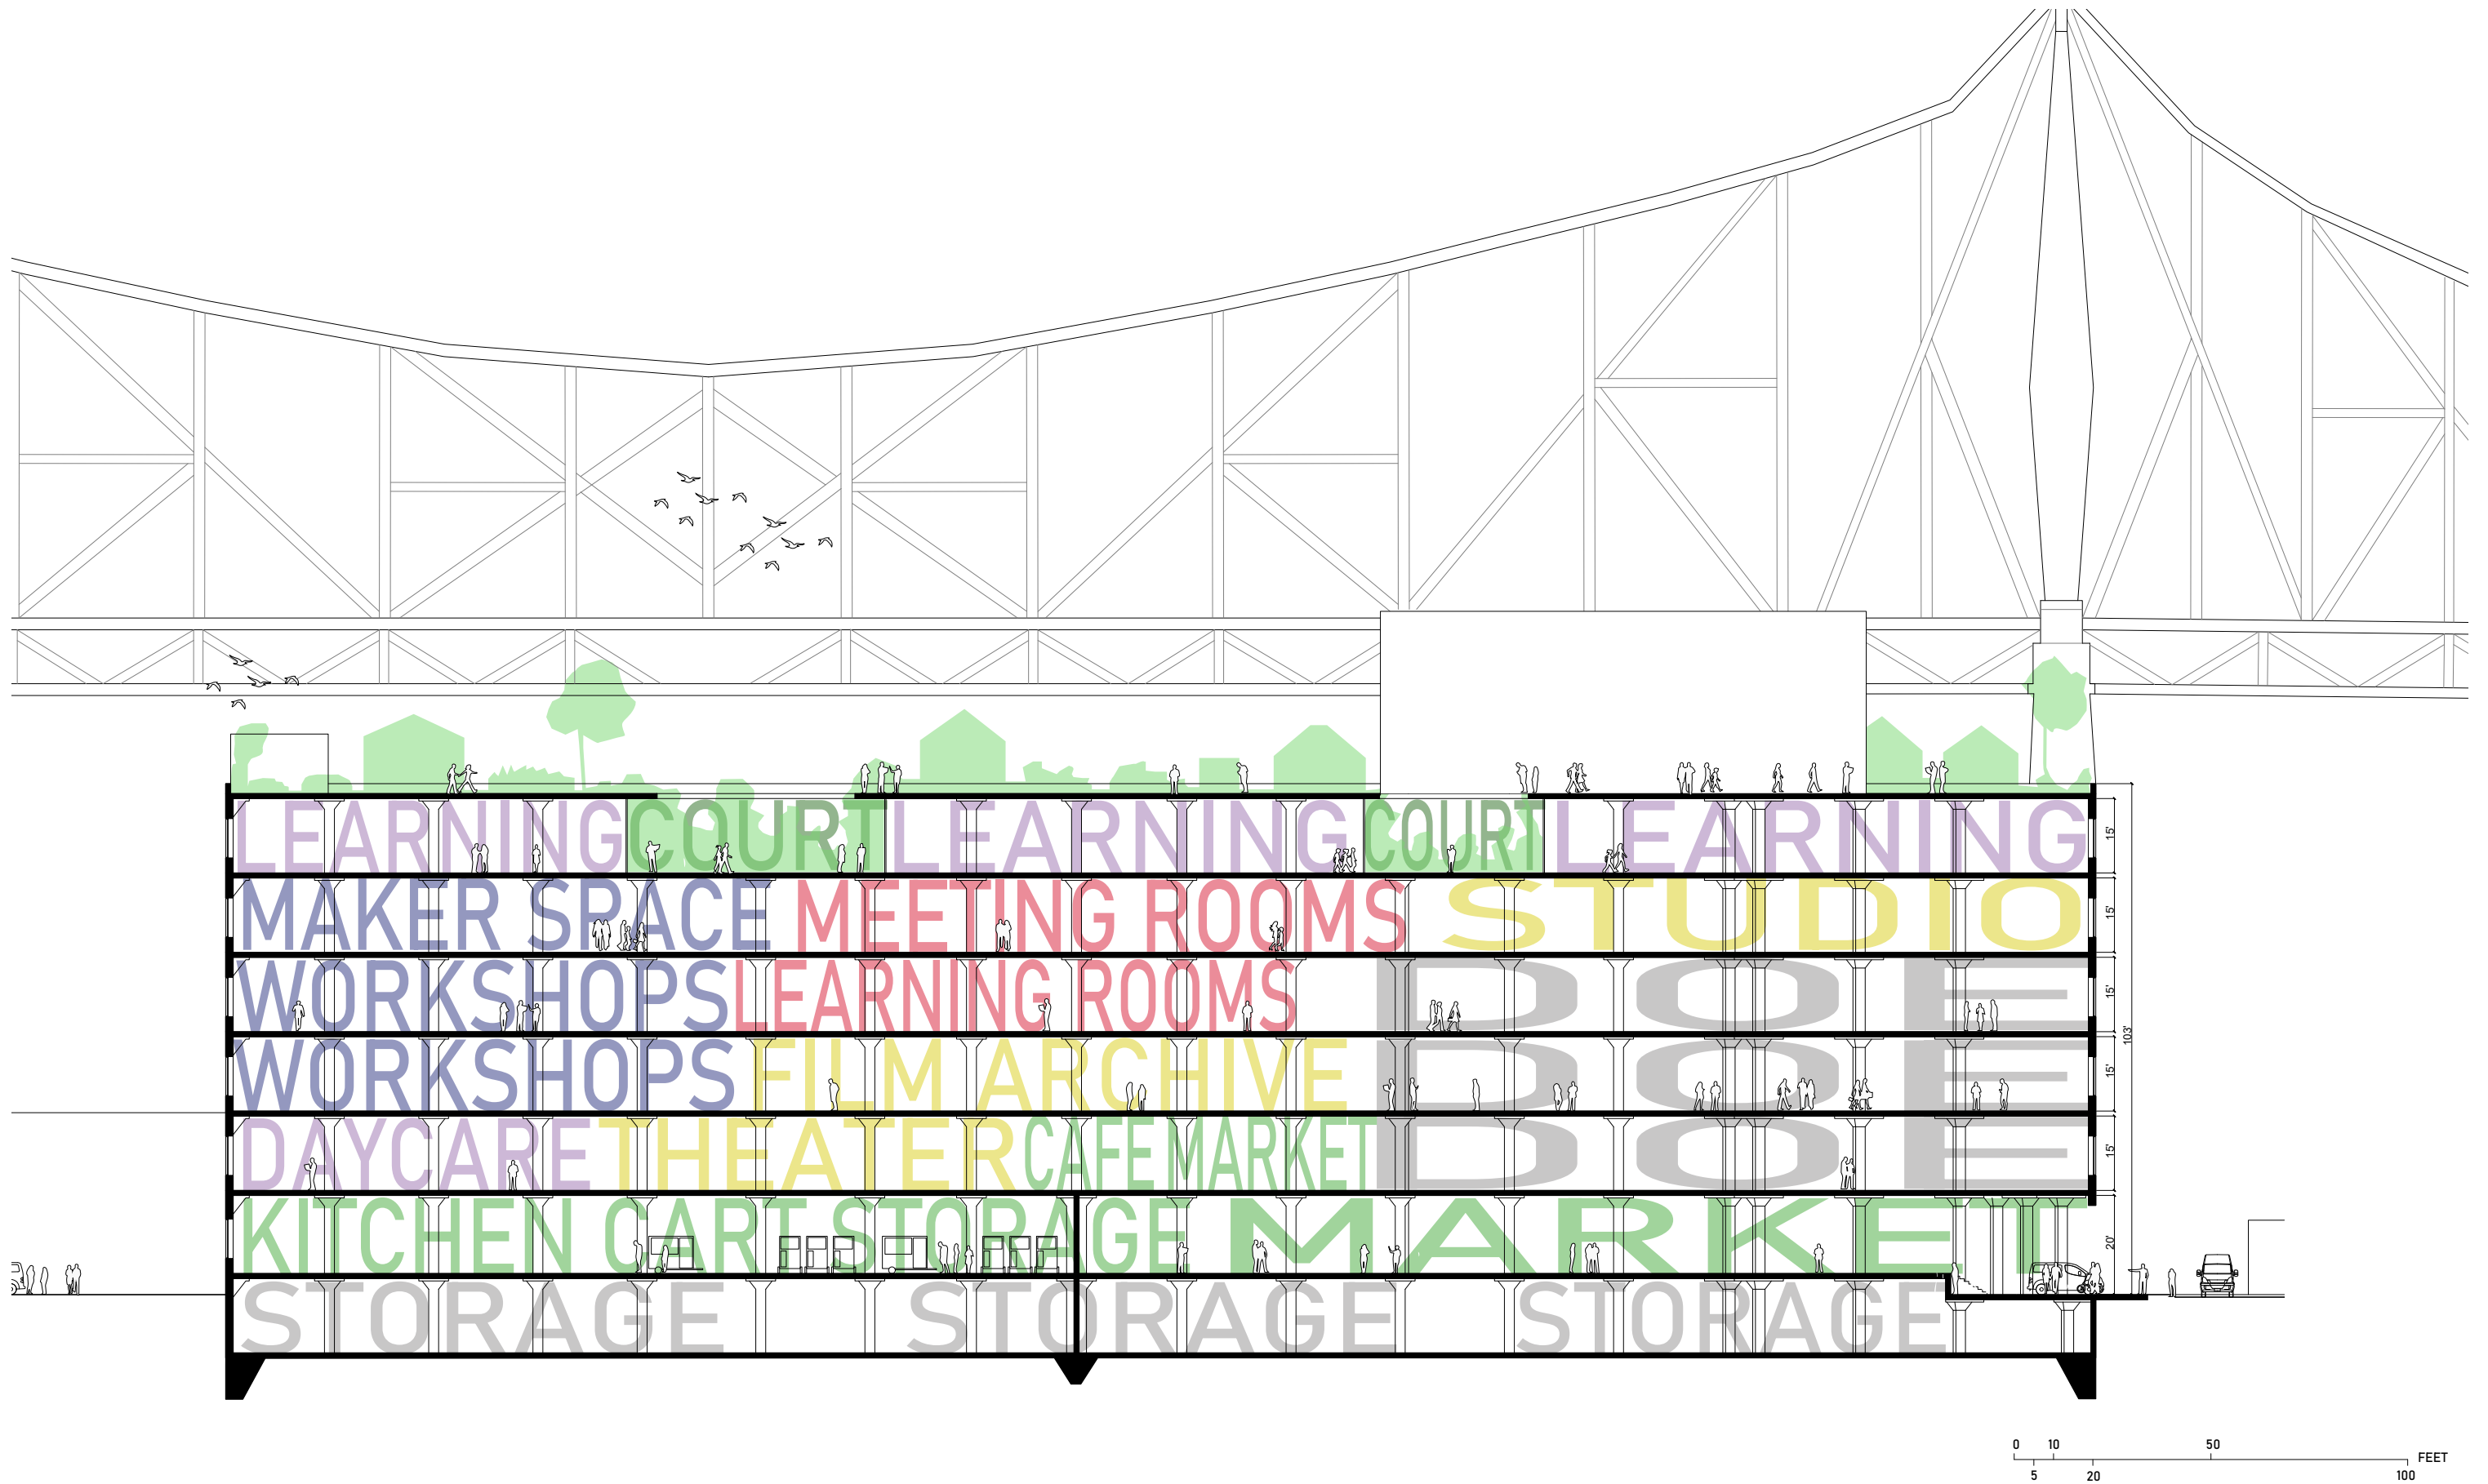 LEARNING COURT LEARNING COURT LEARNING 15'
MAKER SPACE MEETING ROOMS STUDIO 15'
WORKSHOPS LEARNING ROOMS DOE 15'
103'
WORKSHOPS FILM ARCHIVE DOE 15'
DAYCARE THEATER CAFE MARKET DOE 15'
KITCHEN CART STORAGE MARKET 20'
STORAGE STORAGE STORAGE
0 10 50
FEET
5 20 100